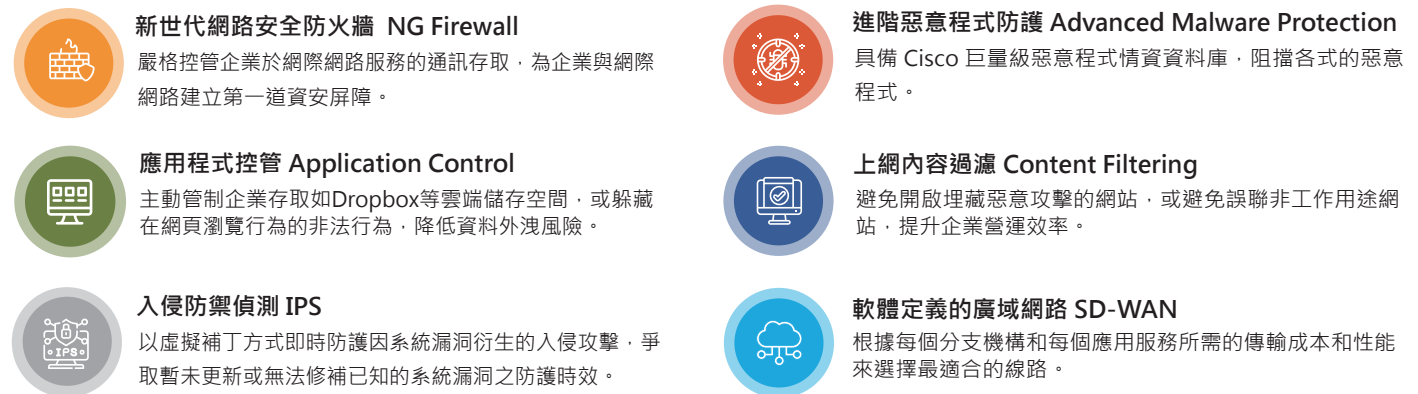 新世代網路安全防火牆 NG Firewall
嚴格控管企業於網際網路服務的通訊存取，為企業與網際
網路建立第一道資安屏障。
應用程式控管 Application Control
主動管制企業存取如Dropbox等雲端儲存空間，或躲藏
在網頁瀏覽行為的非法行為，降低資料外洩風險。
入侵防禦偵測 IPS
IPS
以虛擬補丁方式即時防護因系統漏洞衍生的入侵攻擊，爭
取暫未更新或無法修補已知的系統漏洞之防護時效。
進階惡意程式防護 Advanced Malware Protection
具備 Cisco 巨量級惡意程式情資資料庫，阻擋各式的惡意
程式。
上網內容過濾 Content Filtering
避免開啟埋藏惡意攻擊的網站，或避免誤聯非工作用途網
站，提升企業營運效率。
軟體定義的廣域網路 SD-WAN
根據每個分支機構和每個應用服務所需的傳輸成本和性能
來選擇最適合的線路。